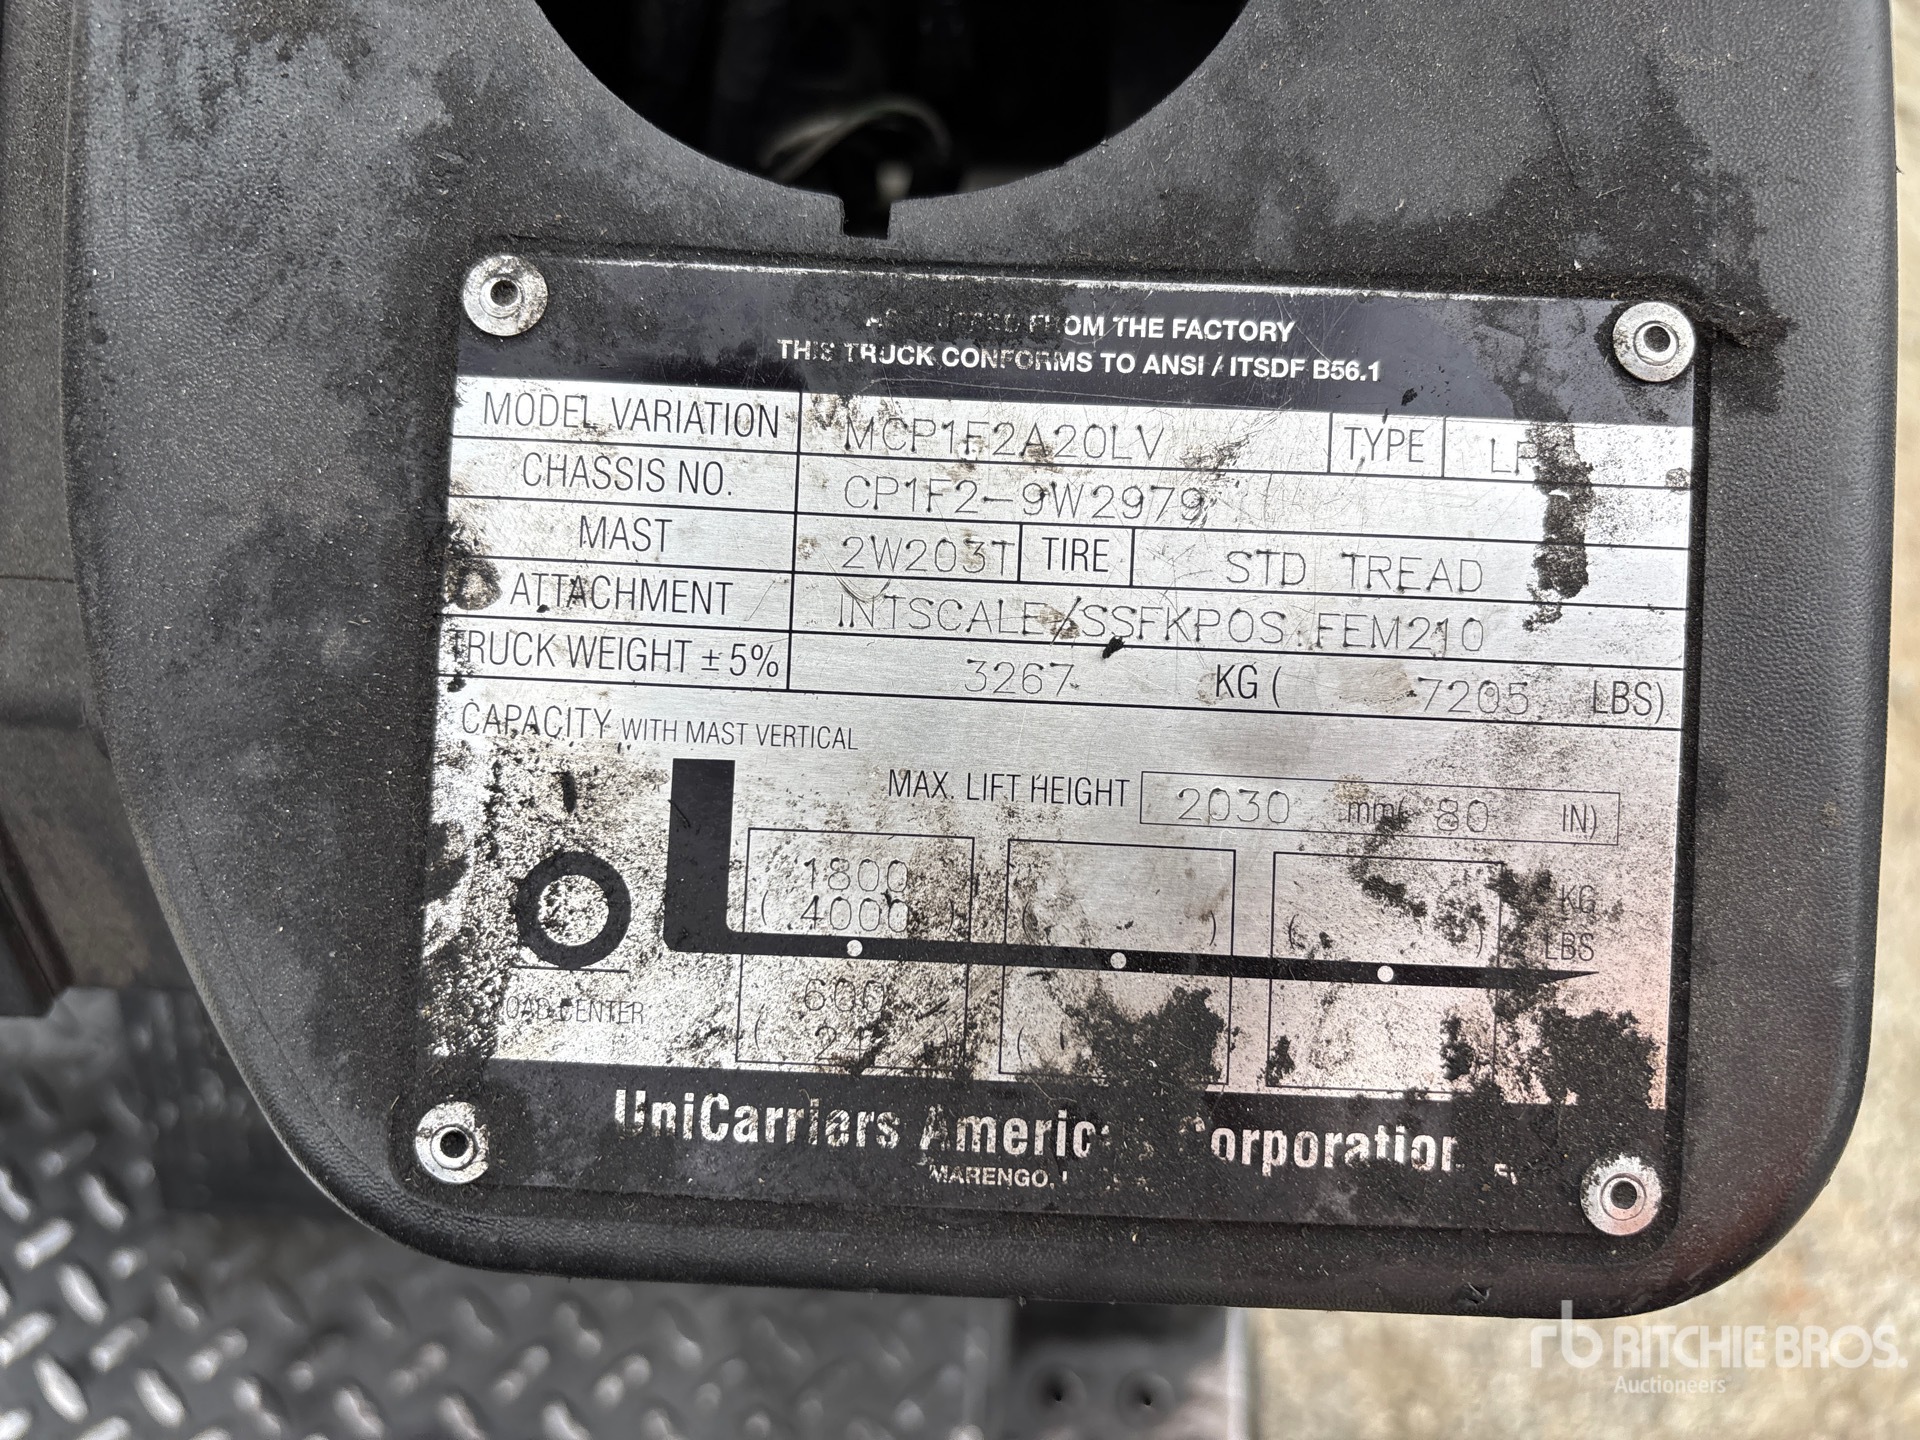 FROM THE FACTORY
THIS TRUCK CONFORMS TO ANSI / ITSDF B56.1
MODEL VARIATION MCP1F2A20LV TYPE
CHASSIS NO. CP1F2-9W2979
MAST 2W203T TIRE STD TREAD
ATTACHMENT INTSCALE/SSFKPOS.FEM210
TRUCK WEIGHT ± 5% 3267 KG ( 7205 LBS)
CAPACITY WITH MAST VERTICAL
MAX. LIFT HEIGHT 2030 mm( 80 IN)
1800 KG
( 4000 ) ( ) ( ) LBS
600
CENTER
UniCarriers Americas Corporation
MARENGO,
rb RITCHIE BROS.
Auctioneers